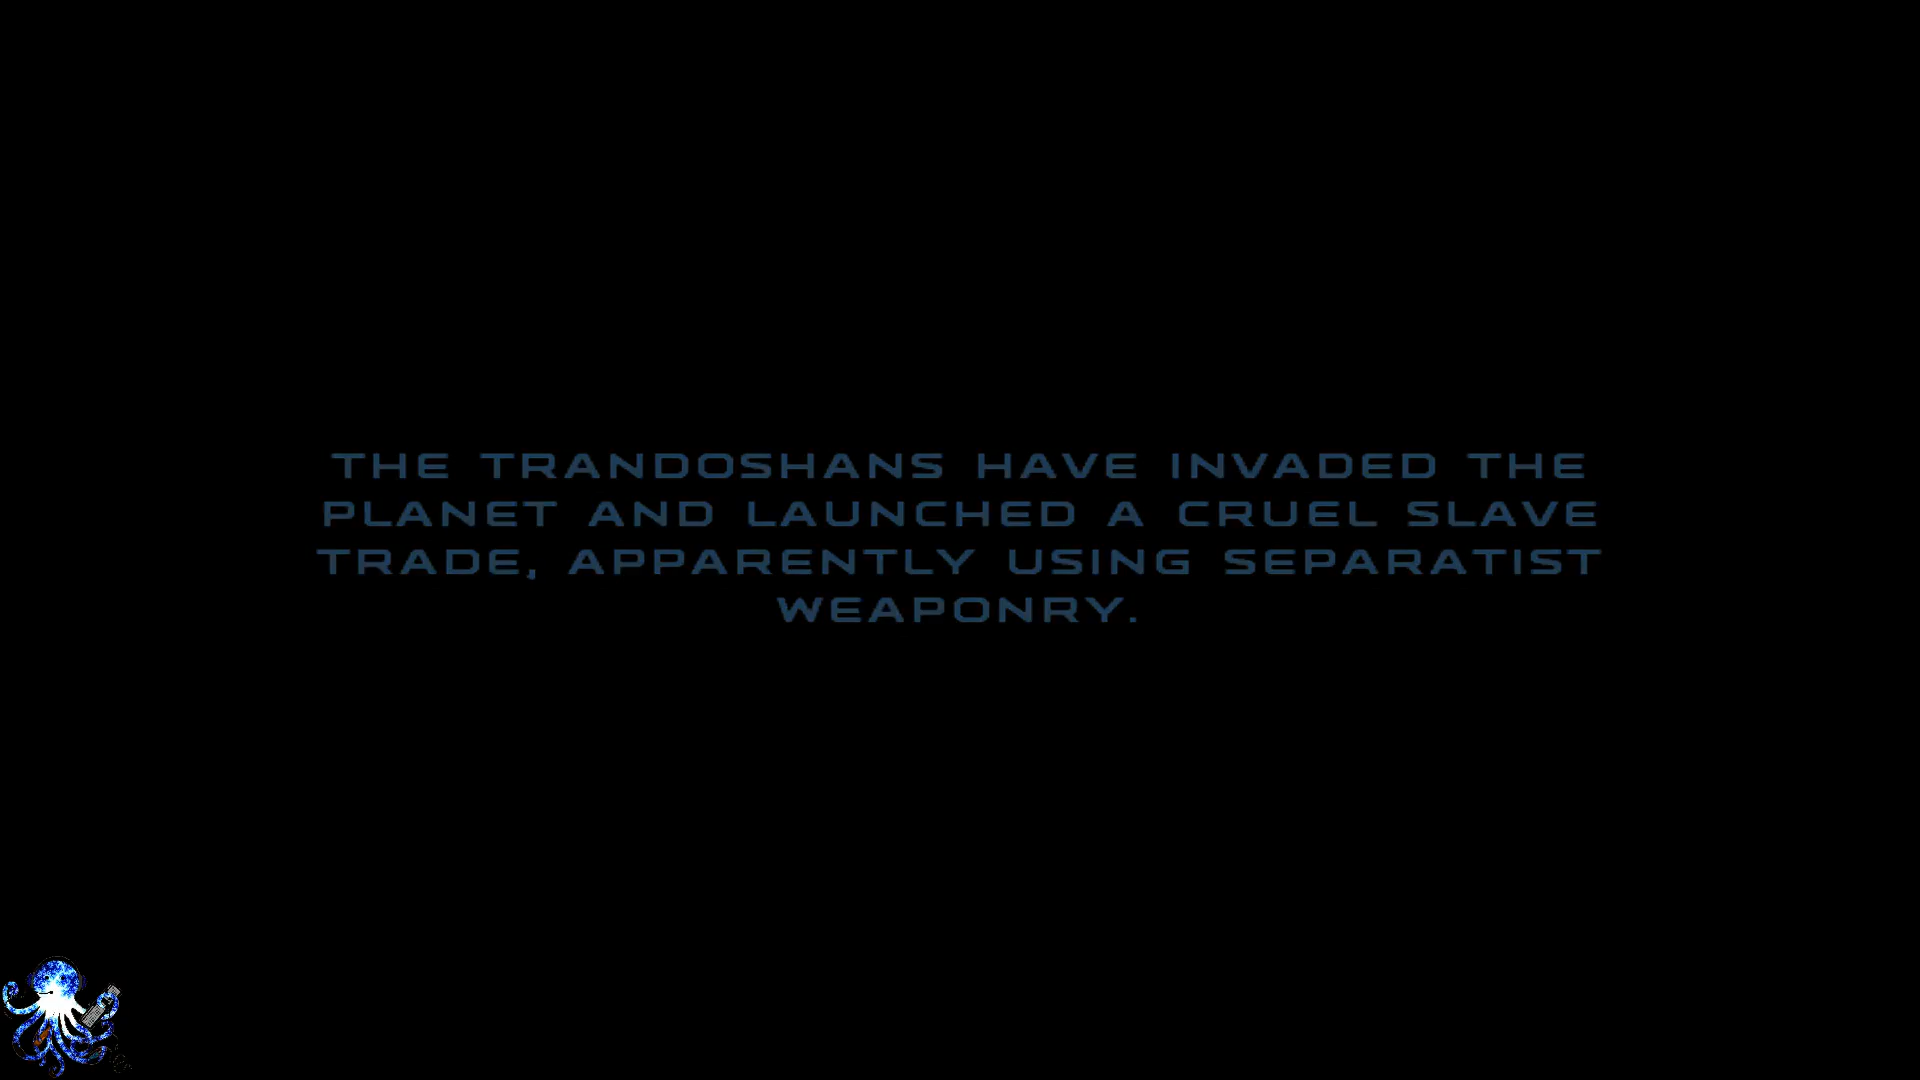 THE TRANDOSHANS HAVE INVADED THE
PLANET AND LAUNCHED A CRUEL SLAVE
TRADE, APPARENTLY USING SEPARATIST
WEAPONRY.